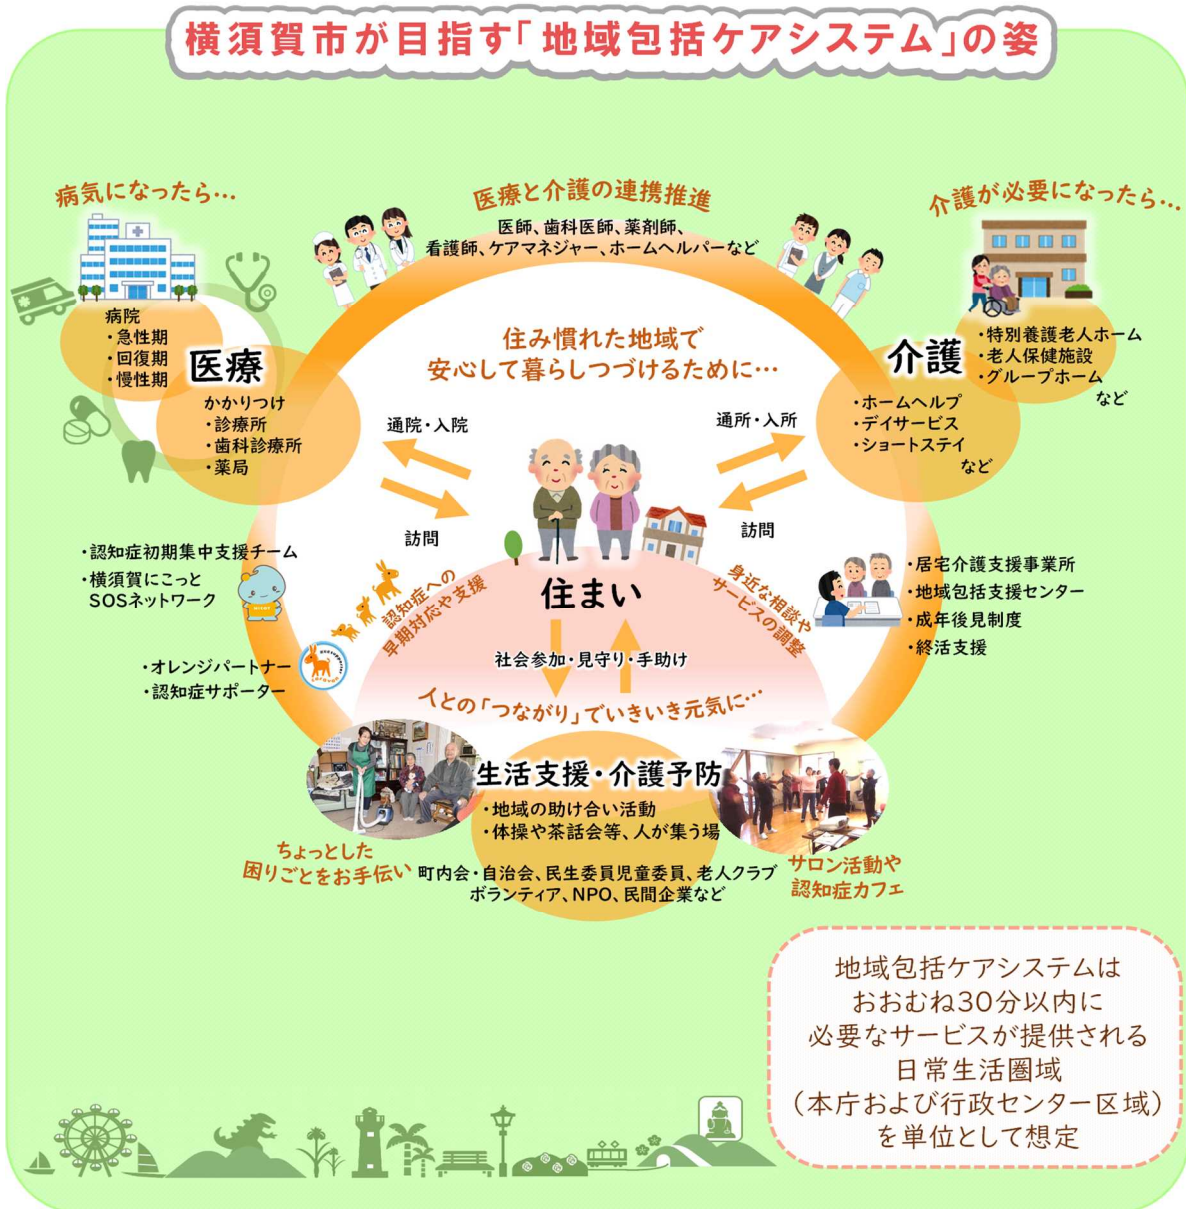 横須賀市が目指す「地域包括ケアシステム」の姿
病気になったら…
医療と介護の連携推進
医師、歯科医師、薬剤師、
看護師、ケアマネジャー、ホームヘルパーなど
介護が必要になったら…
病院
・急性期
・回復期
・慢性期
医療
かかりつけ
・診療所
・歯科診療所
・薬局
住み慣れた地域で
安心して暮らしつづけるために…
介護
・特別養護老人ホーム
・老人保健施設
・グループホーム
など
・ホームヘルプ
・デイサービス
・ショートステイ
など
通院・入院
訪問
通所・入所
訪問
・認知症初期集中支援チーム
・横須賀にこっと
SOSネットワーク
・オレンジパートナー
・認知症サポーター
認知症への
早期対応や支援
住まい
身近な相談や
サービスの調整
・居宅介護支援事業所
・地域包括支援センター
・成年後見制度
・終活支援
社会参加・見守り・手助け
人との「つながり」でいきいき元気に…
生活支援・介護予防
・地域の助け合い活動
・体操や茶話会等、人が集う場
町内会・自治会、民生委員児童委員、老人クラブ
ボランティア、NPO、民間企業など
ちょっとした
困りごとをお手伝い
サロン活動や
認知症カフェ
地域包括ケアシステムは
おおむね30分以内に
必要なサービスが提供される
日常生活圏域
（本庁および行政センター区域）
を単位として想定